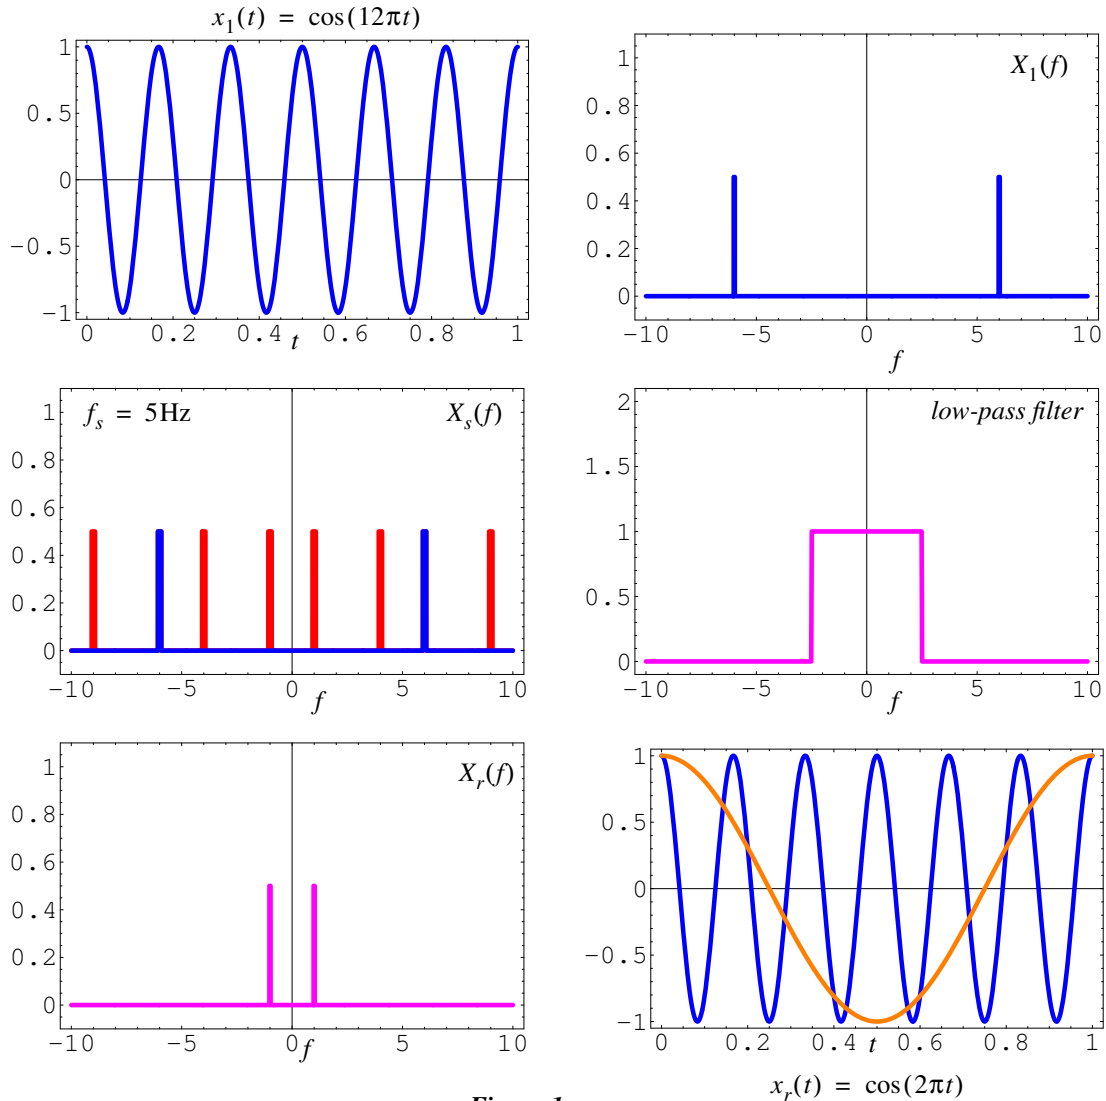 x₁(t) = cos(12πt)
1
0.5
0
−0.5
−1
0 0.2 0.4 0.6 0.8 1
t
X₁(f)
1
0.8
0.6
0.4
0.2
0
−10 −5 0 5 10
f
fₛ = 5Hz Xₛ(f)
1
0.8
0.6
0.4
0.2
0
−10 −5 0 5 10
f
low-pass filter
2
1.5
1
0.5
0
−10 −5 0 5 10
f
Xᵣ(f)
1
0.8
0.6
0.4
0.2
0
−10 −5 0 5 10
f
1
0.5
0
−0.5
−1
0 0.2 0.4 0.6 0.8 1
t
xᵣ(t) = cos(2πt)